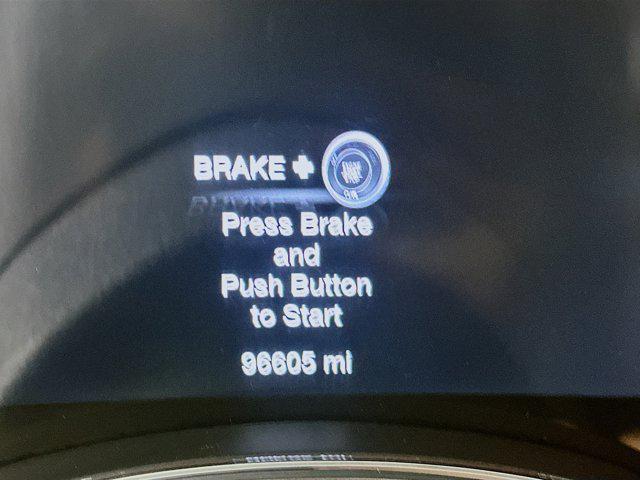 BRAKE +
Press Brake
and
Push Button
to Start
96605 mi